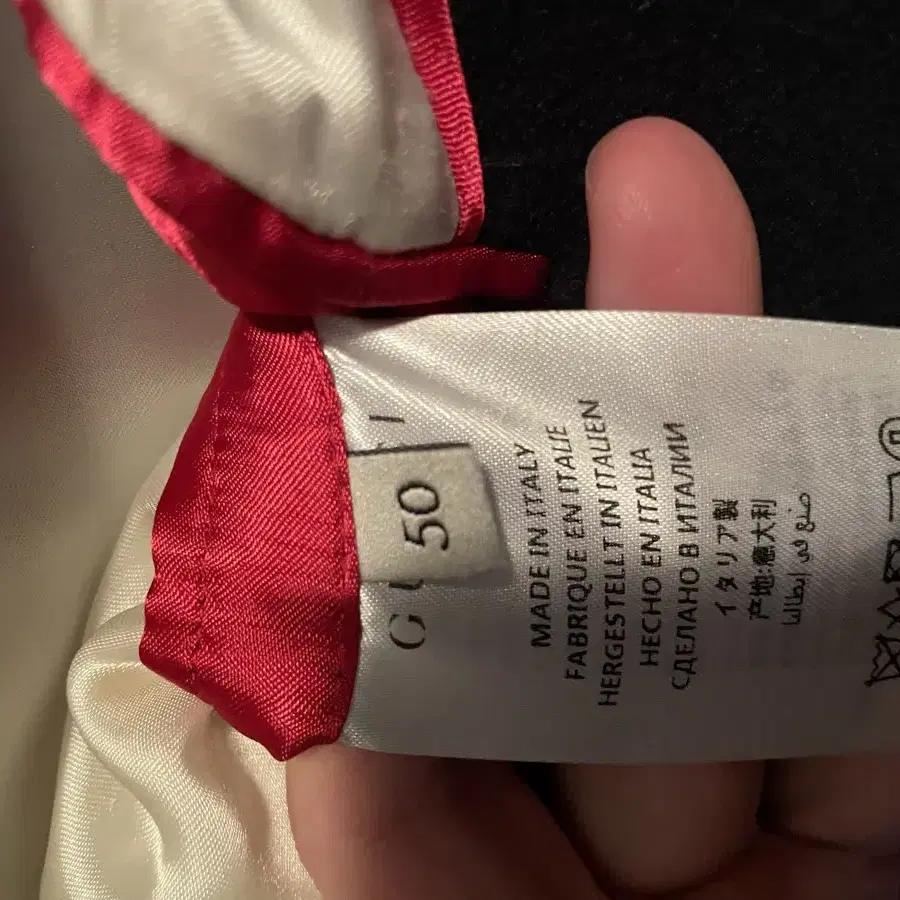 50
MADE IN ITALY
FABRIQUE EN ITALIE
HERGESTELLT IN ITALIEN
HECHO EN ITALIA
СДЕЛАНО В ИТАЛИИ
イタリア製
产地:意大利
صنع في ايطاليا